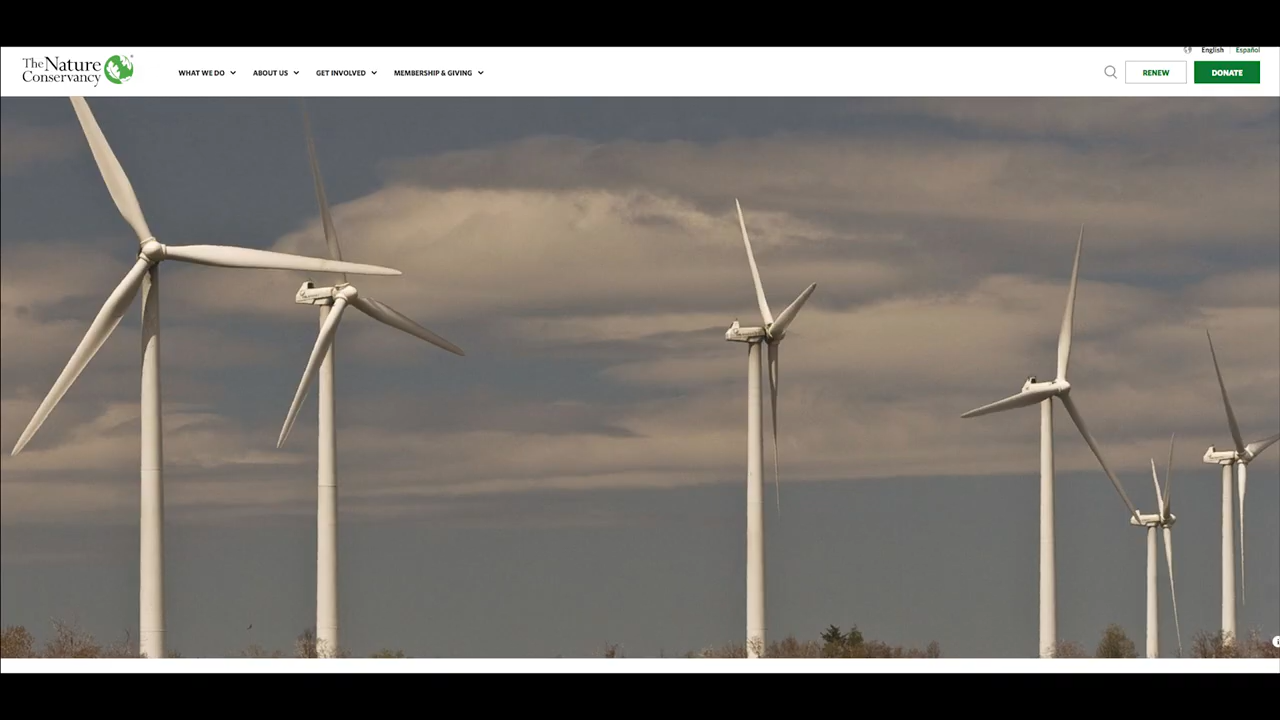 English
Español
The Nature
Conservancy
WHAT WE DO
ABOUT US
GET INVOLVED
MEMBERSHIP & GIVING
RENEW
DONATE